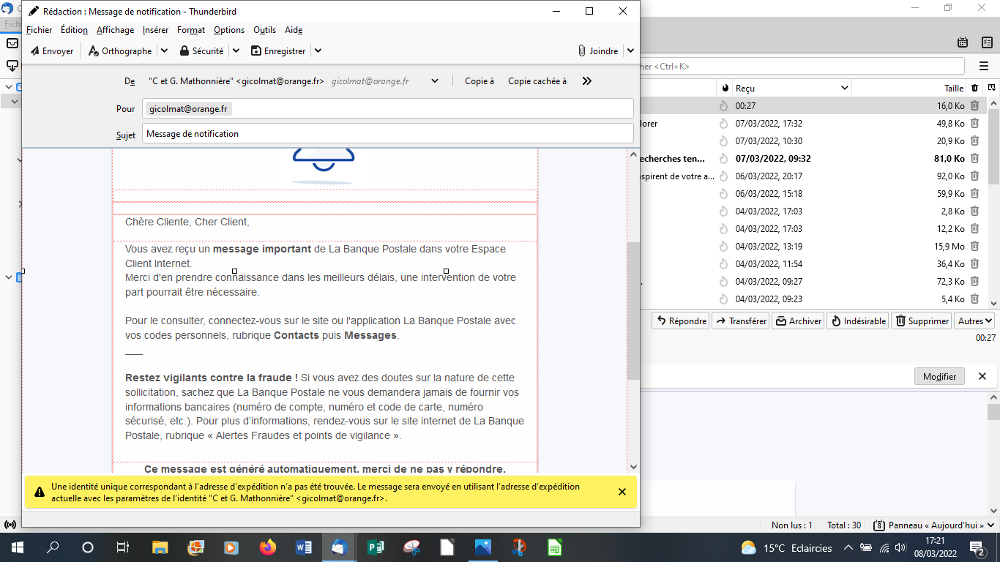 Rédaction : Message de notification - Thunderbird
Fichier Édition Affichage Insérer Format Options Outils Aide
Envoyer Orthographe Sécurité Enregistrer Joindre
De "C et G. Mathonnière" <gicolmat@orange.fr> gicolmat@orange.fr Copie à Copie cachée à
Pour gicolmat@orange.fr
Sujet Message de notification
Chère Cliente, Cher Client,
Vous avez reçu un message important de La Banque Postale dans votre Espace
Client Internet.
Merci d'en prendre connaissance dans les meilleurs délais, une intervention de votre
part pourrait être nécessaire.
Pour le consulter, connectez-vous sur le site ou l'application La Banque Postale avec
vos codes personnels, rubrique Contacts puis Messages.
___
Restez vigilants contre la fraude ! Si vous avez des doutes sur la nature de cette
sollicitation, sachez que La Banque Postale ne vous demandera jamais de fournir vos
informations bancaires (numéro de compte, numéro et code de carte, numéro
sécurisé, etc.). Pour plus d’informations, rendez-vous sur le site internet de La Banque
Postale, rubrique « Alertes Fraudes et points de vigilance ».
Ce message est généré automatiquement, merci de ne pas y répondre.
Une identité unique correspondant à l’adresse d’expédition n’a pas été trouvée. Le message sera envoyé en utilisant l’adresse d’expédition
actuelle avec les paramètres de l’identité "C et G. Mathonnière" <gicolmat@orange.fr>.
Fich
her <Ctrl+K>
Reçu Taille
00:27 16,0 Ko
lorer 07/03/2022, 17:32 49,8 Ko
07/03/2022, 10:30 20,9 Ko
echerches ten... 07/03/2022, 09:32 81,0 Ko
spirent de votre a... 06/03/2022, 20:17 92,0 Ko
06/03/2022, 15:18 59,9 Ko
04/03/2022, 17:03 2,8 Ko
04/03/2022, 17:03 12,2 Ko
04/03/2022, 13:19 15,9 Mo
04/03/2022, 11:54 36,4 Ko
04/03/2022, 09:27 72,3 Ko
04/03/2022, 09:23 5,4 Ko
Répondre Transférer Archiver Indésirable Supprimer Autres
00:27
Modifier
Non lus : 1 Total : 30 8 Panneau « Aujourd’hui »
15°C Eclaircies 17:21
08/03/2022 2